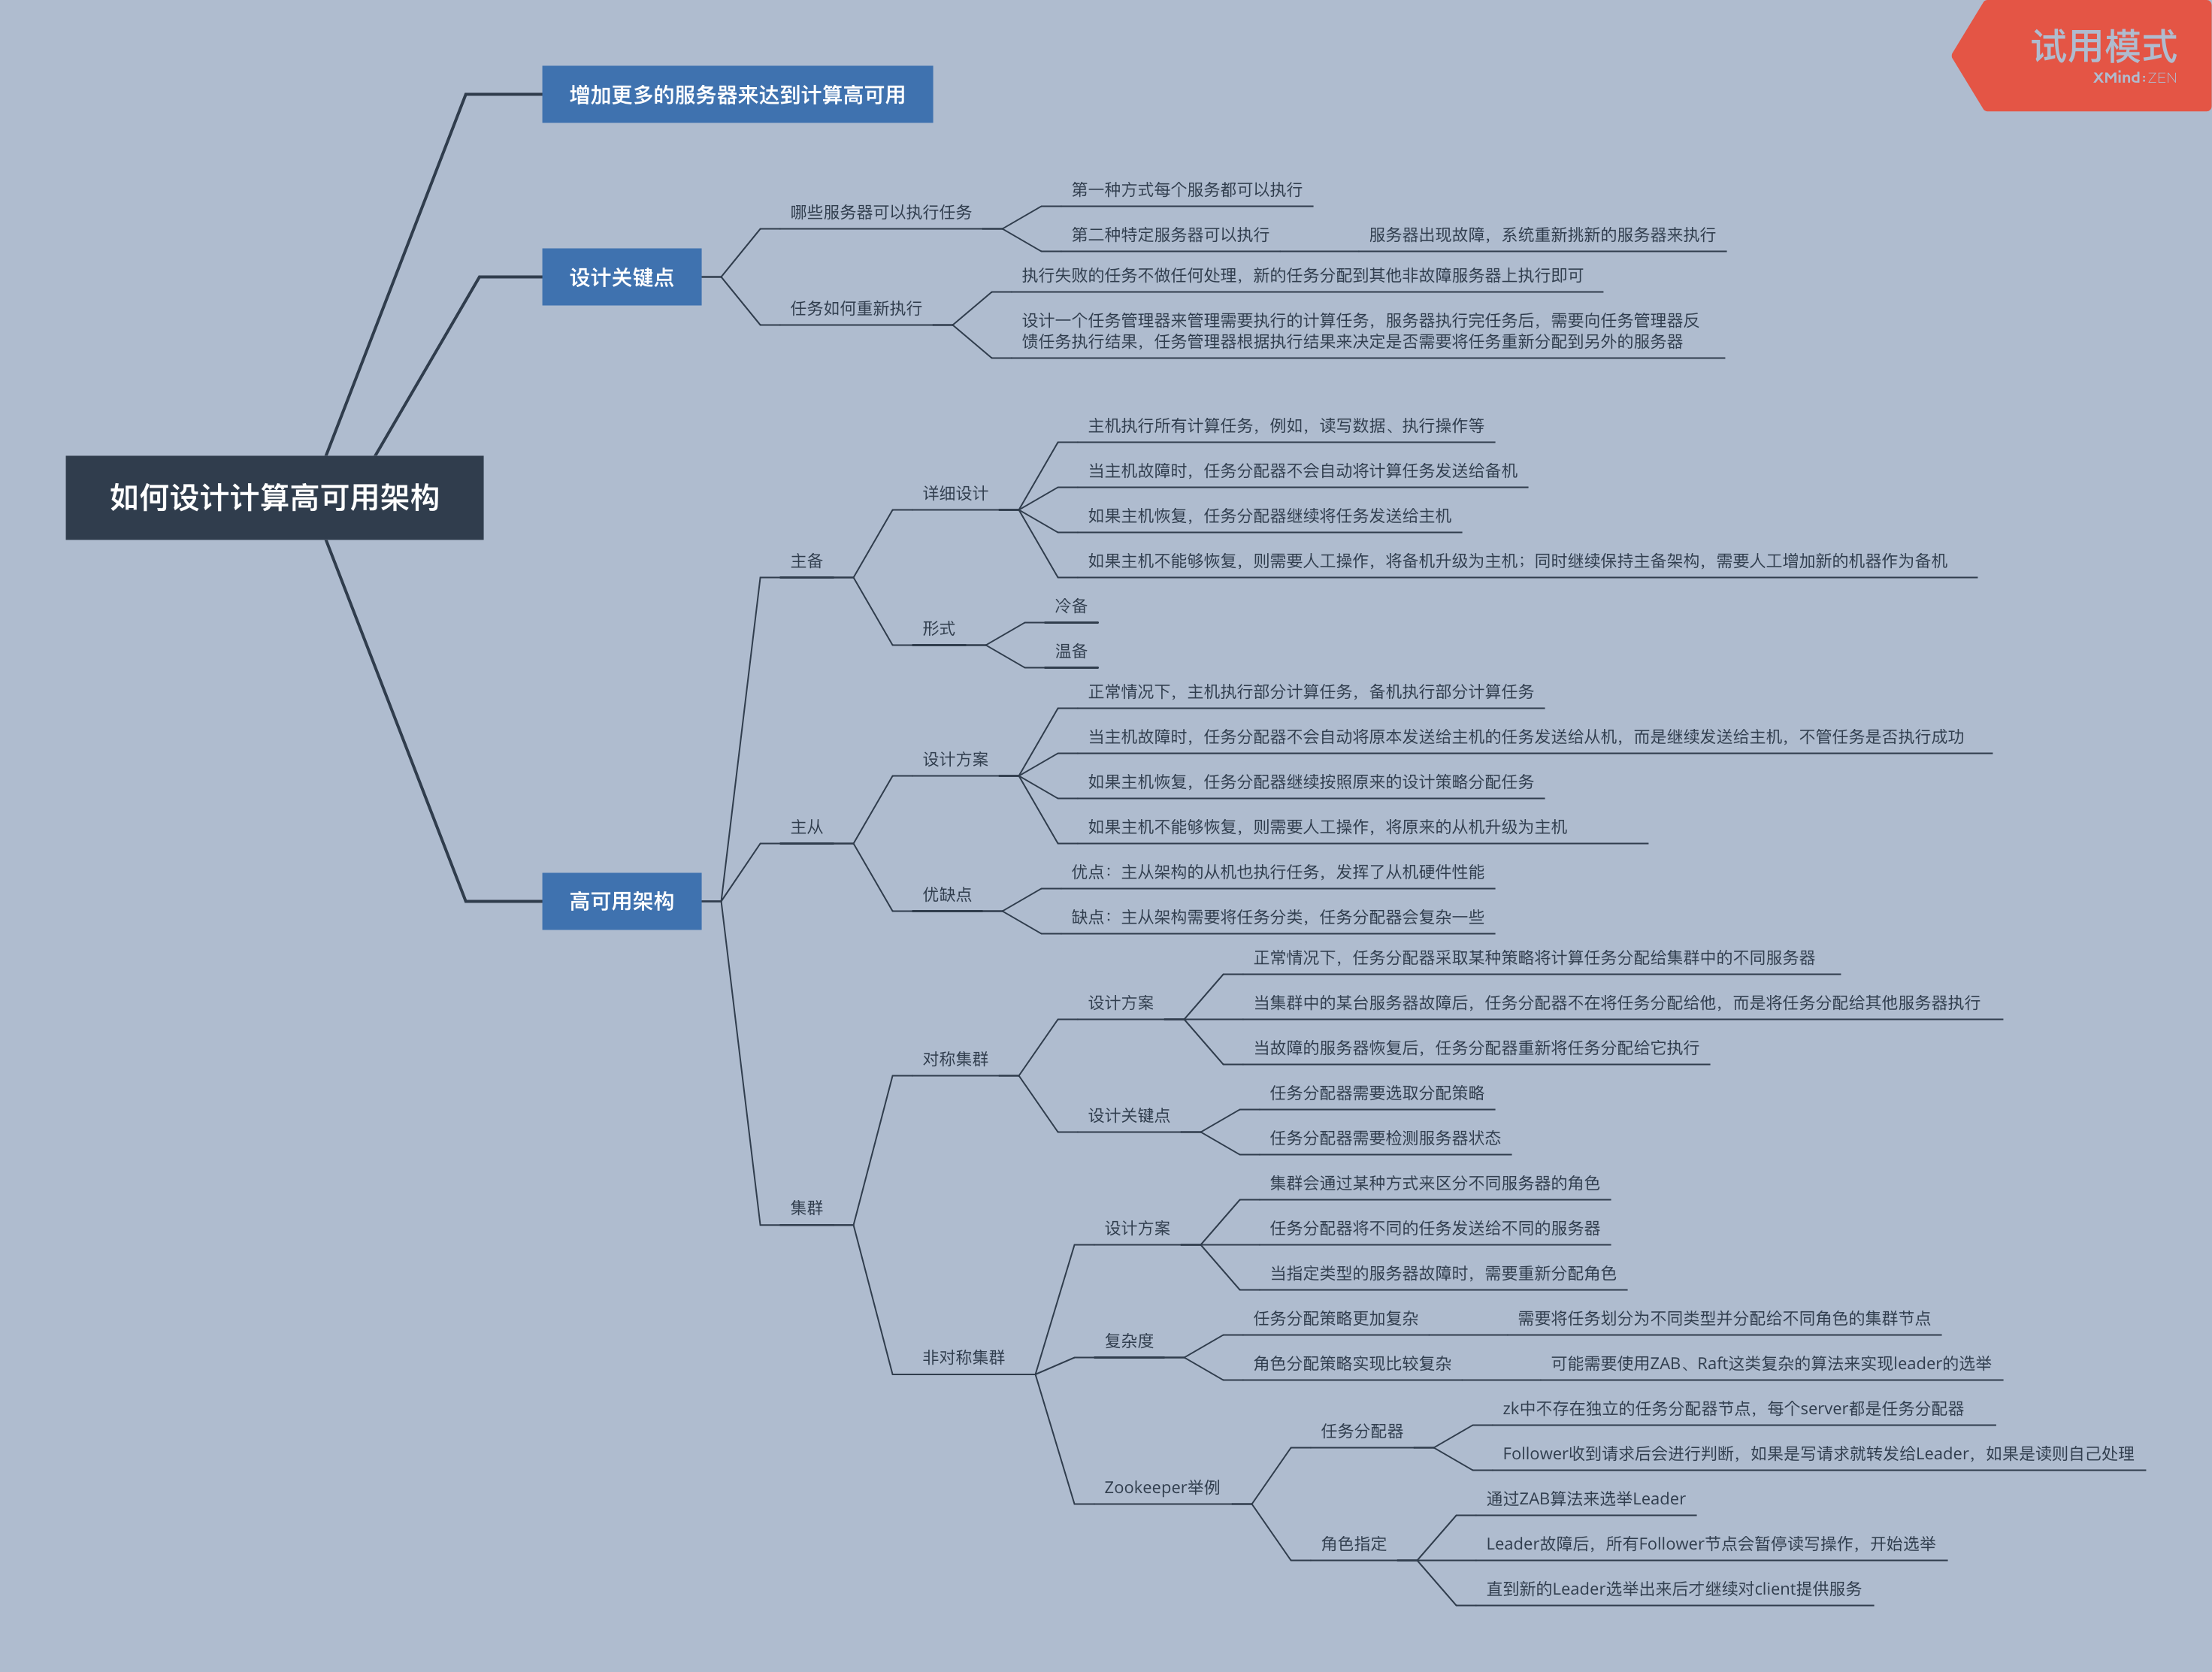 试用模式
XMind:ZEN
如何设计计算高可用架构
增加更多的服务器来达到计算高可用
设计关键点
哪些服务器可以执行任务
第一种方式每个服务都可以执行
第二种特定服务器可以执行
服务器出现故障，系统重新挑新的服务器来执行
任务如何重新执行
执行失败的任务不做任何处理，新的任务分配到其他非故障服务器上执行即可
设计一个任务管理器来管理需要执行的计算任务，服务器执行完任务后，需要向任务管理器反
馈任务执行结果，任务管理器根据执行结果来决定是否需要将任务重新分配到另外的服务器
高可用架构
主备
详细设计
主机执行所有计算任务，例如，读写数据、执行操作等
当主机故障时，任务分配器不会自动将计算任务发送给备机
如果主机恢复，任务分配器继续将任务发送给主机
如果主机不能够恢复，则需要人工操作，将备机升级为主机；同时继续保持主备架构，需要人工增加新的机器作为备机
形式
冷备
温备
主从
设计方案
正常情况下，主机执行部分计算任务，备机执行部分计算任务
当主机故障时，任务分配器不会自动将原本发送给主机的任务发送给从机，而是继续发送给主机，不管任务是否执行成功
如果主机恢复，任务分配器继续按照原来的设计策略分配任务
如果主机不能够恢复，则需要人工操作，将原来的从机升级为主机
优缺点
优点：主从架构的从机也执行任务，发挥了从机硬件性能
缺点：主从架构需要将任务分类，任务分配器会复杂一些
集群
对称集群
设计方案
正常情况下，任务分配器采取某种策略将计算任务分配给集群中的不同服务器
当集群中的某台服务器故障后，任务分配器不在将任务分配给他，而是将任务分配给其他服务器执行
当故障的服务器恢复后，任务分配器重新将任务分配给它执行
设计关键点
任务分配器需要选取分配策略
任务分配器需要检测服务器状态
非对称集群
设计方案
集群会通过某种方式来区分不同服务器的角色
任务分配器将不同的任务发送给不同的服务器
当指定类型的服务器故障时，需要重新分配角色
复杂度
任务分配策略更加复杂
需要将任务划分为不同类型并分配给不同角色的集群节点
角色分配策略实现比较复杂
可能需要使用ZAB、Raft这类复杂的算法来实现leader的选举
Zookeeper举例
任务分配器
zk中不存在独立的任务分配器节点，每个server都是任务分配器
Follower收到请求后会进行判断，如果是写请求就转发给Leader，如果是读则自己处理
角色指定
通过ZAB算法来选举Leader
Leader故障后，所有Follower节点会暂停读写操作，开始选举
直到新的Leader选举出来后才继续对client提供服务